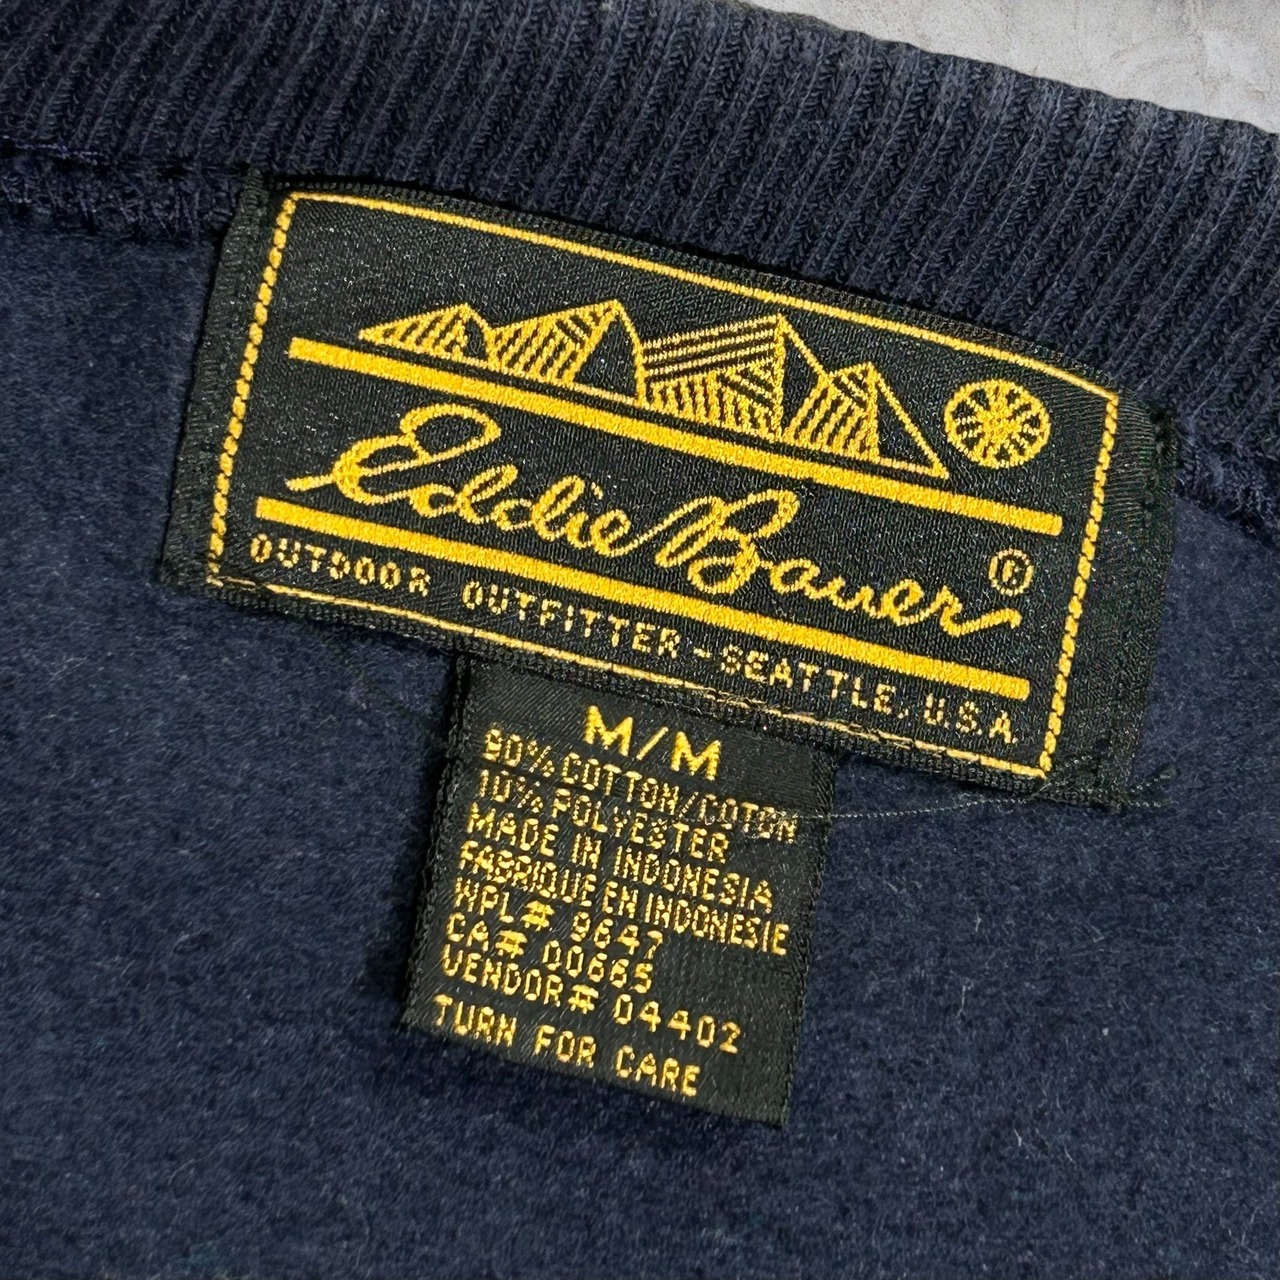 Eddie Bauer ®
OUTDOOR OUTFITTER - SEATTLE, U.S.A.
M/M
90% COTTON/COTON
10% POLYESTER
MADE IN INDONESIA
FABRIQUE EN INDONESIE
WPL# 9647
CA# 00665
VENDOR# 04402
TURN FOR CARE